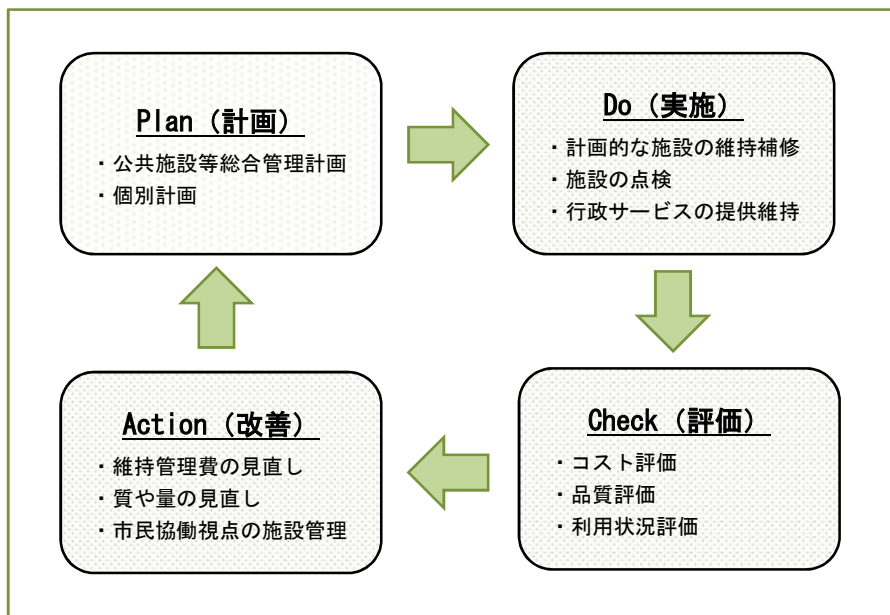 Plan（計画）
・公共施設等総合管理計画
・個別計画
Do（実施）
・計画的な施設の維持補修
・施設の点検
・行政サービスの提供維持
Check（評価）
・コスト評価
・品質評価
・利用状況評価
Action（改善）
・維持管理費の見直し
・質や量の見直し
・市民協働視点の施設管理